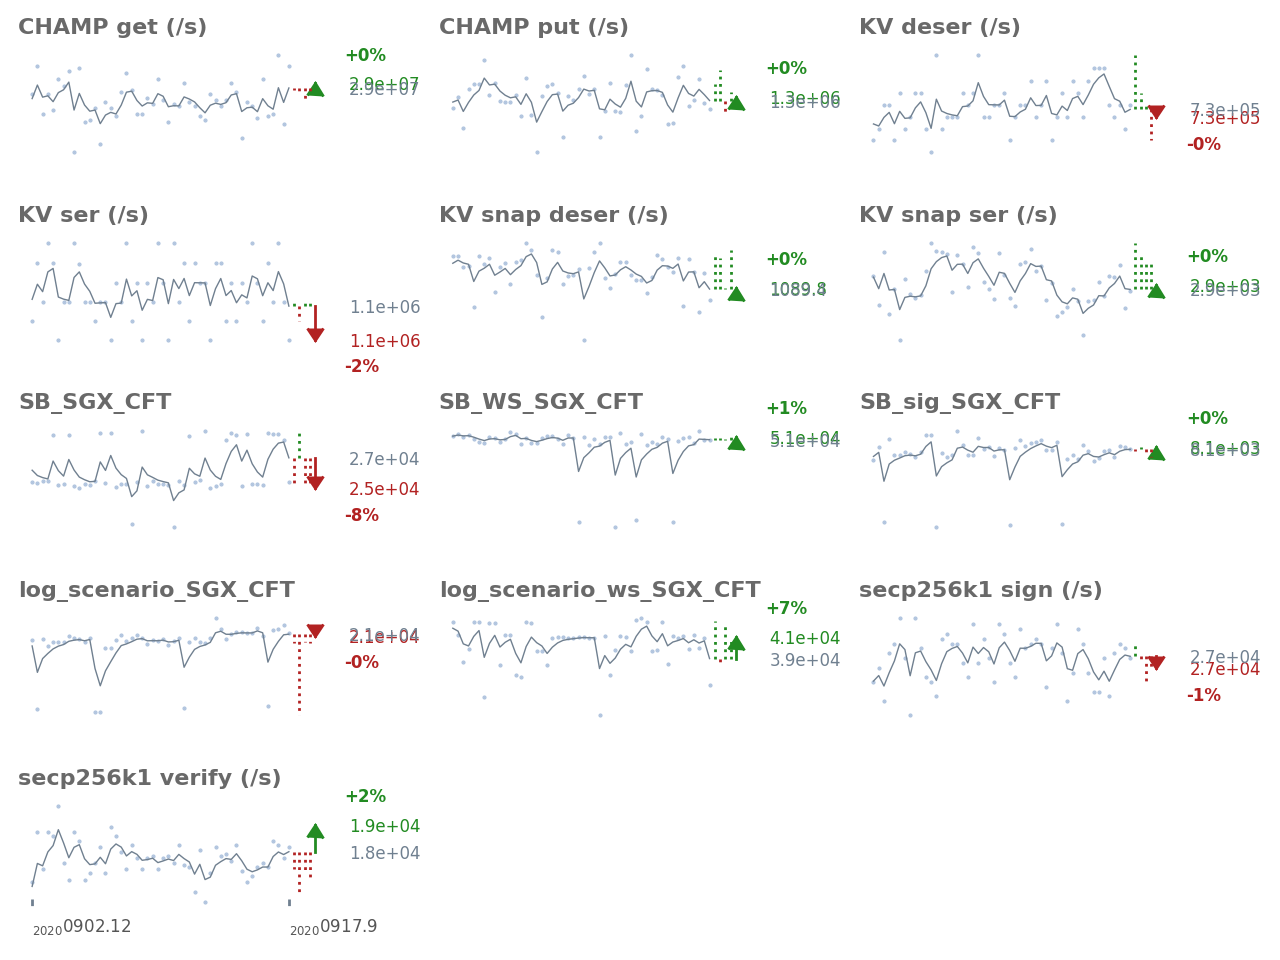 CHAMP get (/s)
+0%
2.9e+07
2.9e+07
CHAMP put (/s)
+0%
1.3e+06
1.3e+06
KV deser (/s)
7.3e+05
7.3e+05
-0%
KV ser (/s)
1.1e+06
1.1e+06
-2%
KV snap deser (/s)
+0%
1089.8
1089.4
KV snap ser (/s)
+0%
2.9e+03
2.9e+03
SB_SGX_CFT
2.7e+04
2.5e+04
-8%
SB_WS_SGX_CFT
+1%
5.1e+04
5.1e+04
SB_sig_SGX_CFT
+0%
8.1e+03
8.1e+03
log_scenario_SGX_CFT
2.1e+04
2.1e+04
-0%
log_scenario_ws_SGX_CFT
+7%
4.1e+04
3.9e+04
secp256k1 sign (/s)
2.7e+04
2.7e+04
-1%
secp256k1 verify (/s)
+2%
1.9e+04
1.8e+04
20200902.12
20200917.9